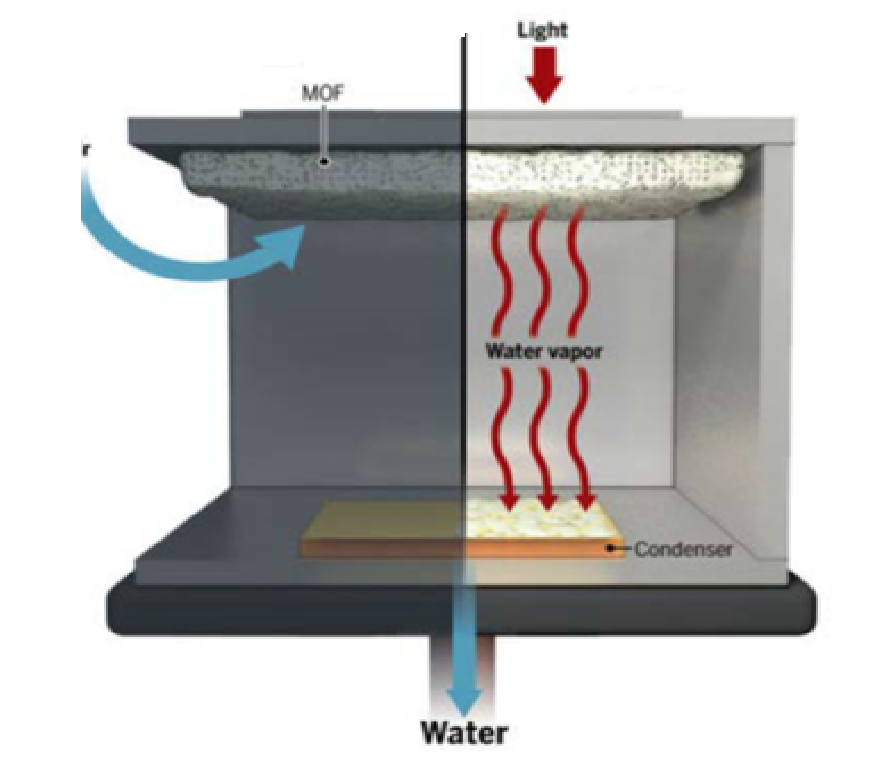 Light
MOF
r
Water vapor
Condenser
Water